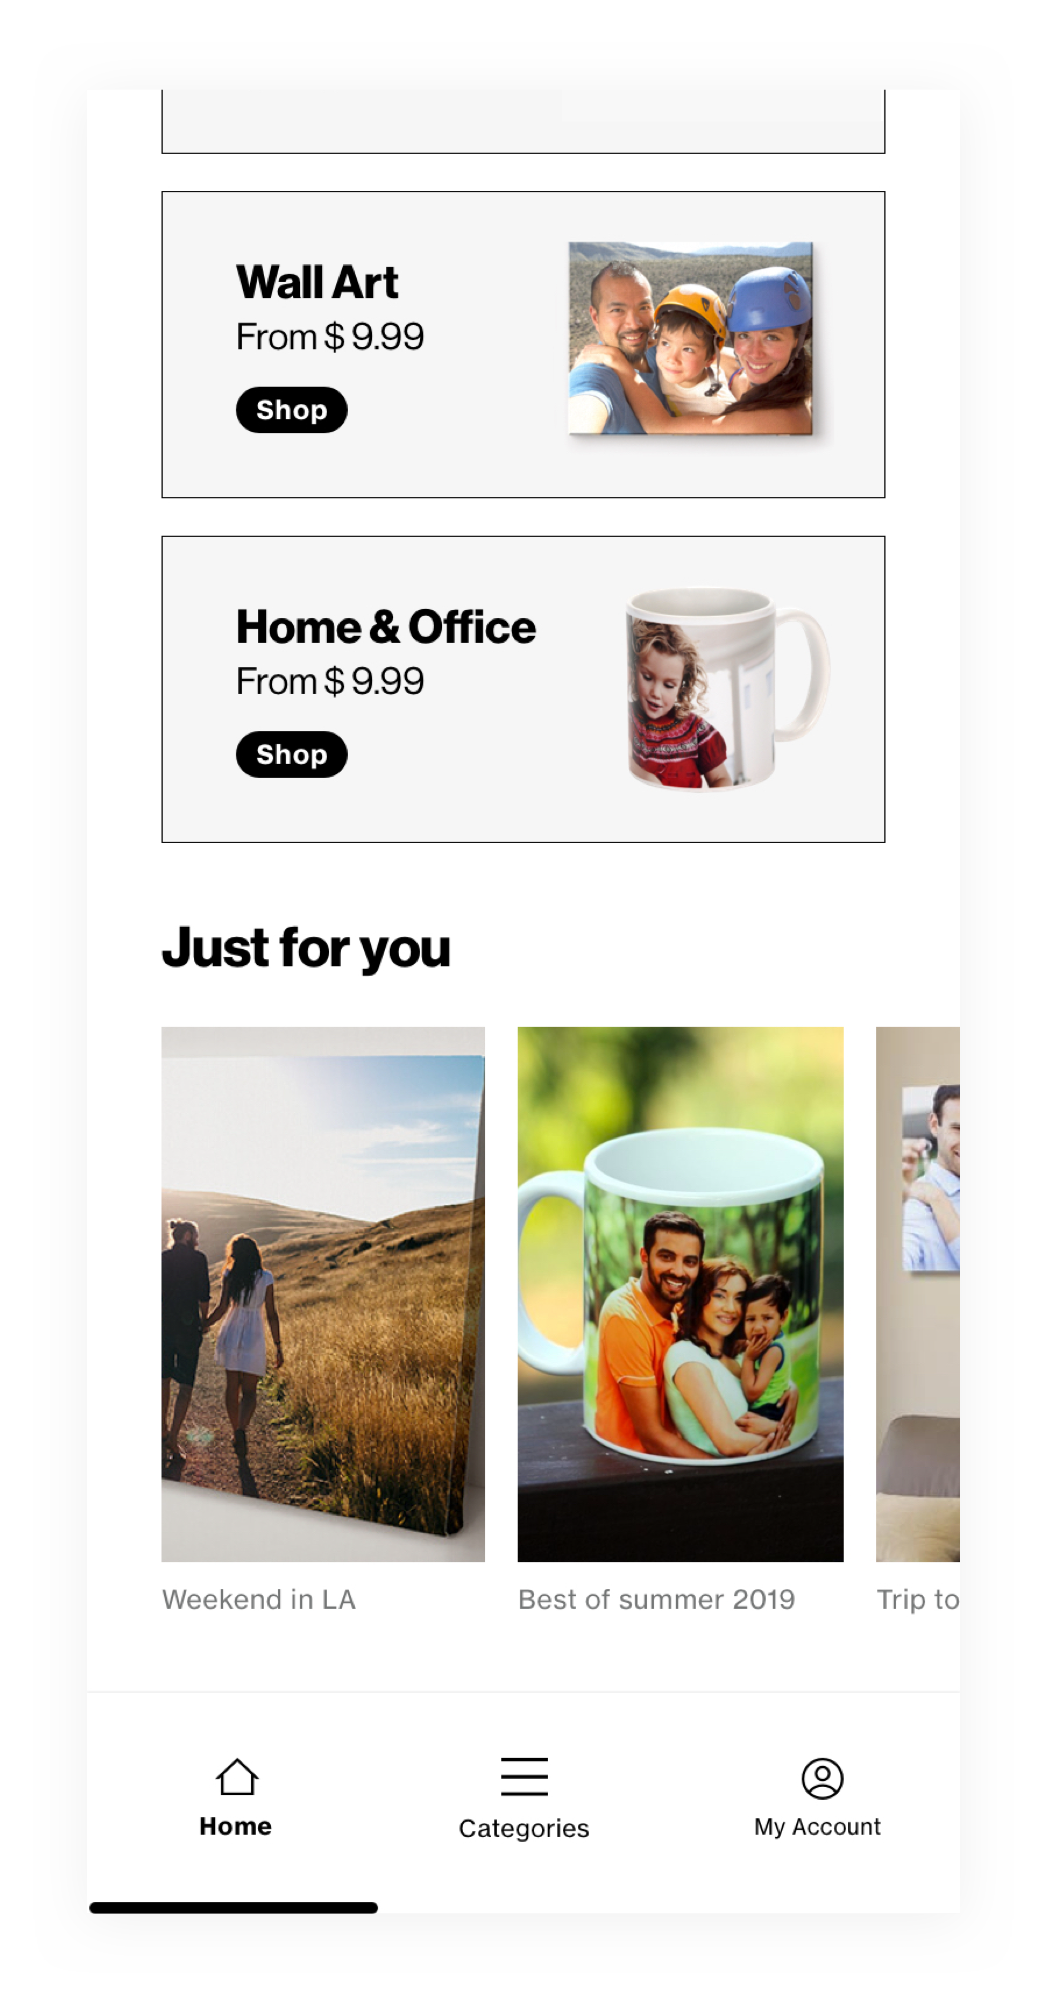 Wall Art
From $ 9.99
Shop
Home & Office
From $ 9.99
Shop
Just for you
Weekend in LA
Best of summer 2019
Trip to
Home
Categories
My Account